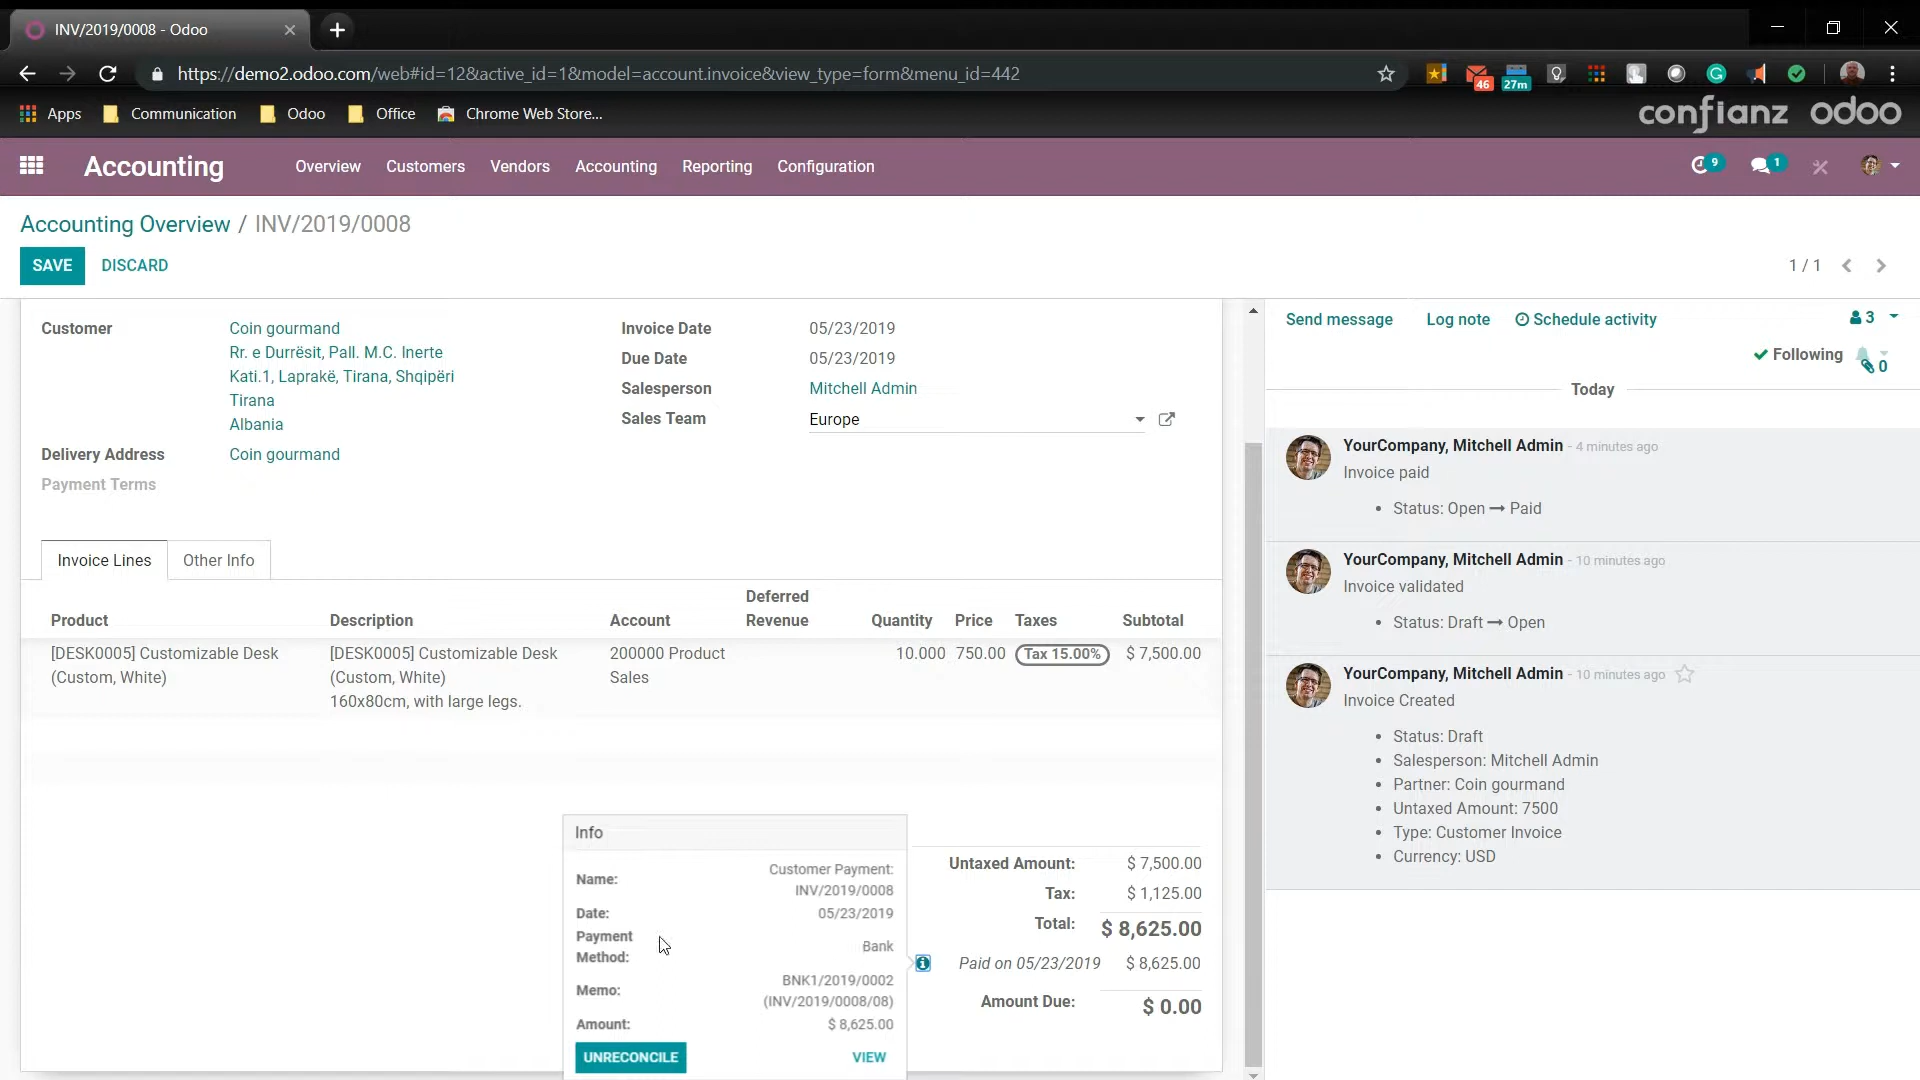 INV/2019/0008 - Odoo
https://demo2.odoo.com/web#id=12&active_id=1&model=account.invoice&view_type=form&menu_id=442
46
27m
Apps
Communication
Odoo
Office
Chrome Web Store...
confianz odoo
Accounting
Overview
Customers
Vendors
Accounting
Reporting
Configuration
9
1
Accounting Overview / INV/2019/0008
SAVE
DISCARD
1 / 1
Customer
Coin gourmand
Rr. e Durrësit, Pall. M.C. Inerte
Kati.1, Laprakë, Tirana, Shqipëri
Tirana
Albania
Delivery Address
Coin gourmand
Payment Terms
Invoice Date
05/23/2019
Due Date
05/23/2019
Salesperson
Mitchell Admin
Sales Team
Europe
Invoice Lines
Other Info
Product
Description
Account
Deferred
Revenue
Quantity
Price
Taxes
Subtotal
[DESK0005] Customizable Desk
(Custom, White)
[DESK0005] Customizable Desk
(Custom, White)
160x80cm, with large legs.
200000 Product
Sales
10.000
750.00
Tax 15.00%
$ 7,500.00
Info
Name:
Customer Payment:
INV/2019/0008
Date:
05/23/2019
Payment
Method:
Bank
Memo:
BNK1/2019/0002
(INV/2019/0008/08)
Amount:
$ 8,625.00
UNRECONCILE
VIEW
Untaxed Amount:
$ 7,500.00
Tax:
$ 1,125.00
Total:
$ 8,625.00
Paid on 05/23/2019
$ 8,625.00
Amount Due:
$ 0.00
Send message
Log note
Schedule activity
3
Following
0
Today
YourCompany, Mitchell Admin - 4 minutes ago
Invoice paid
• Status: Open → Paid
YourCompany, Mitchell Admin - 10 minutes ago
Invoice validated
• Status: Draft → Open
YourCompany, Mitchell Admin - 10 minutes ago
Invoice Created
• Status: Draft
• Salesperson: Mitchell Admin
• Partner: Coin gourmand
• Untaxed Amount: 7500
• Type: Customer Invoice
• Currency: USD